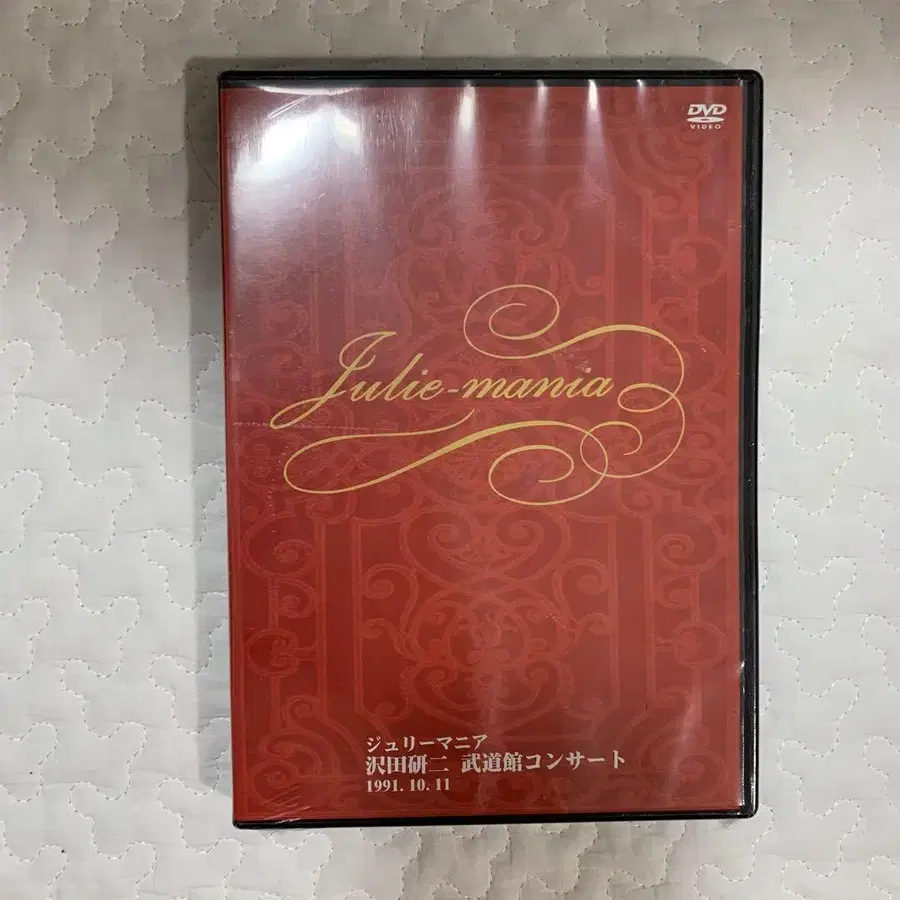 DVD
VIDEO
Julie-mania
ジュリーマニア
沢田研二 武道館コンサート
1991. 10. 11